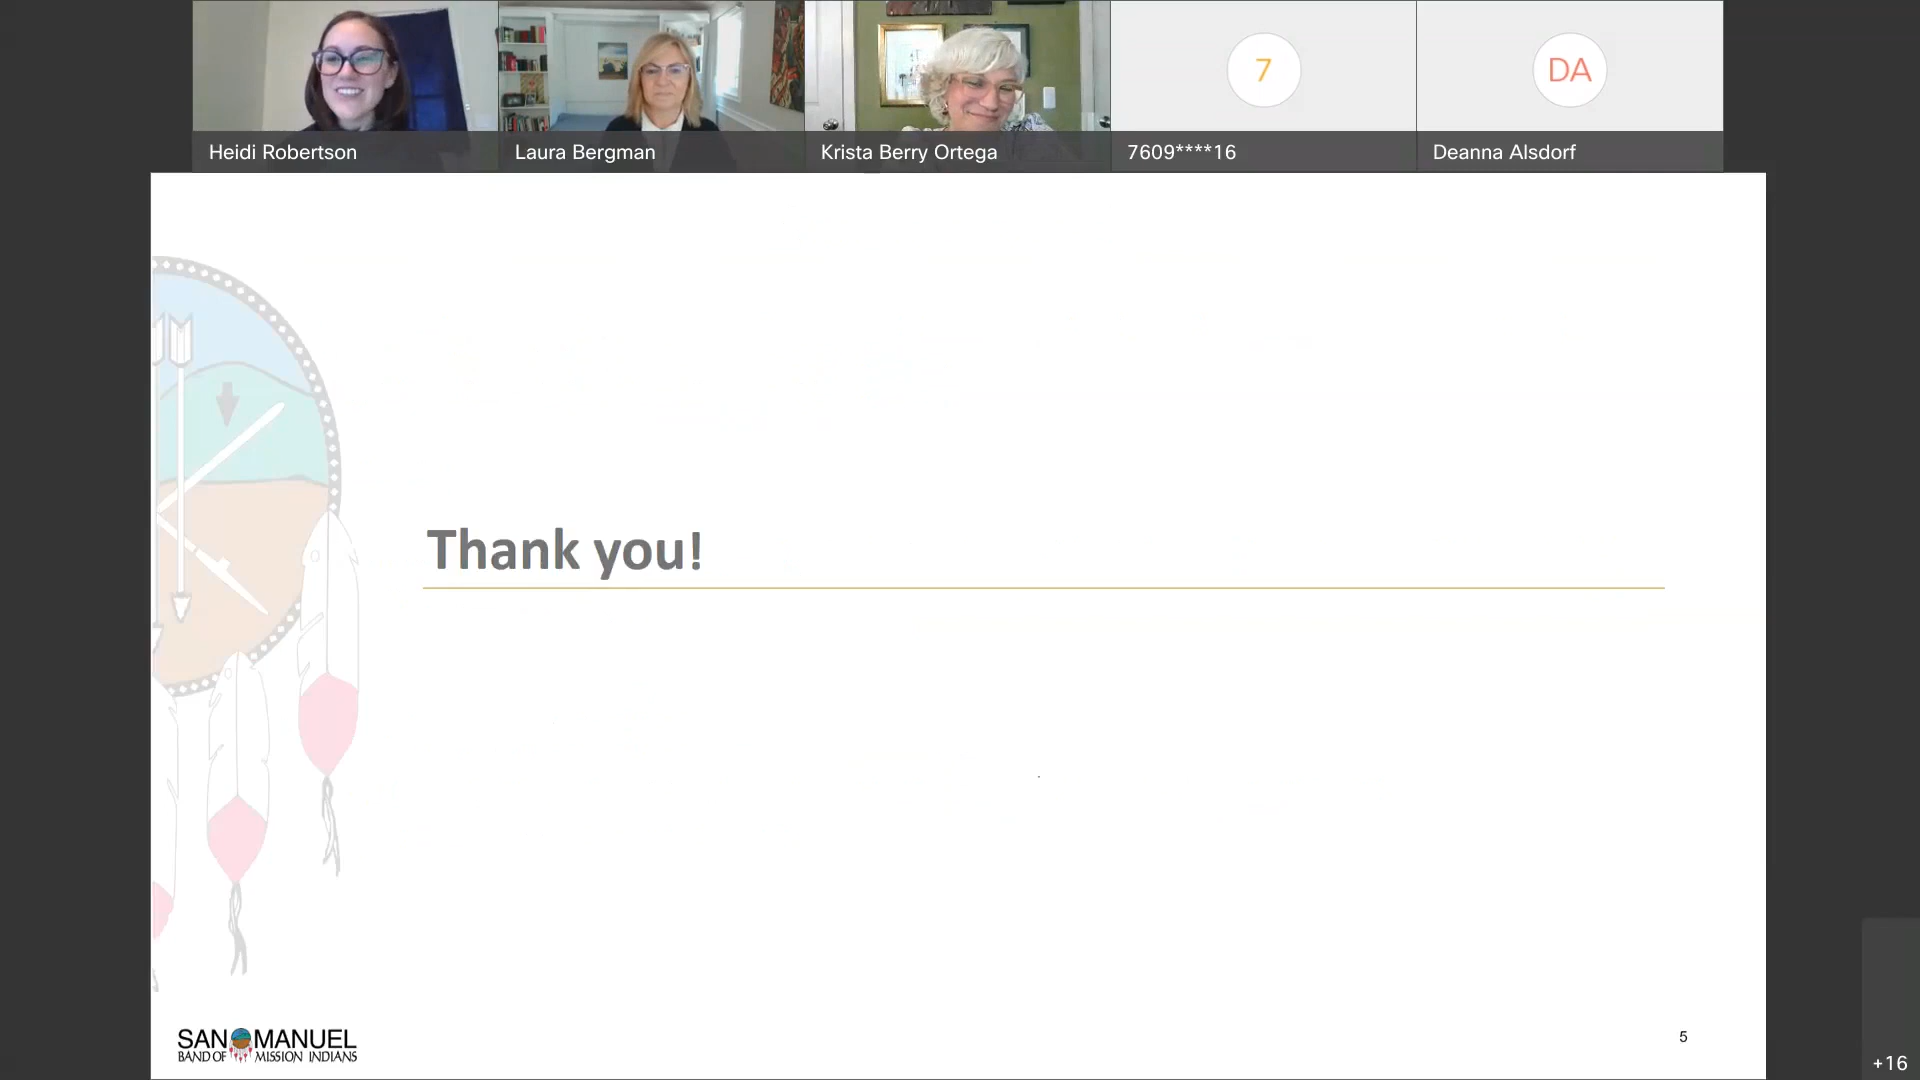 Heidi Robertson
Laura Bergman
Krista Berry Ortega
7
7609****16
DA
Deanna Alsdorf
Thank you!
SAN MANUEL
BAND OF MISSION INDIANS
5
+16